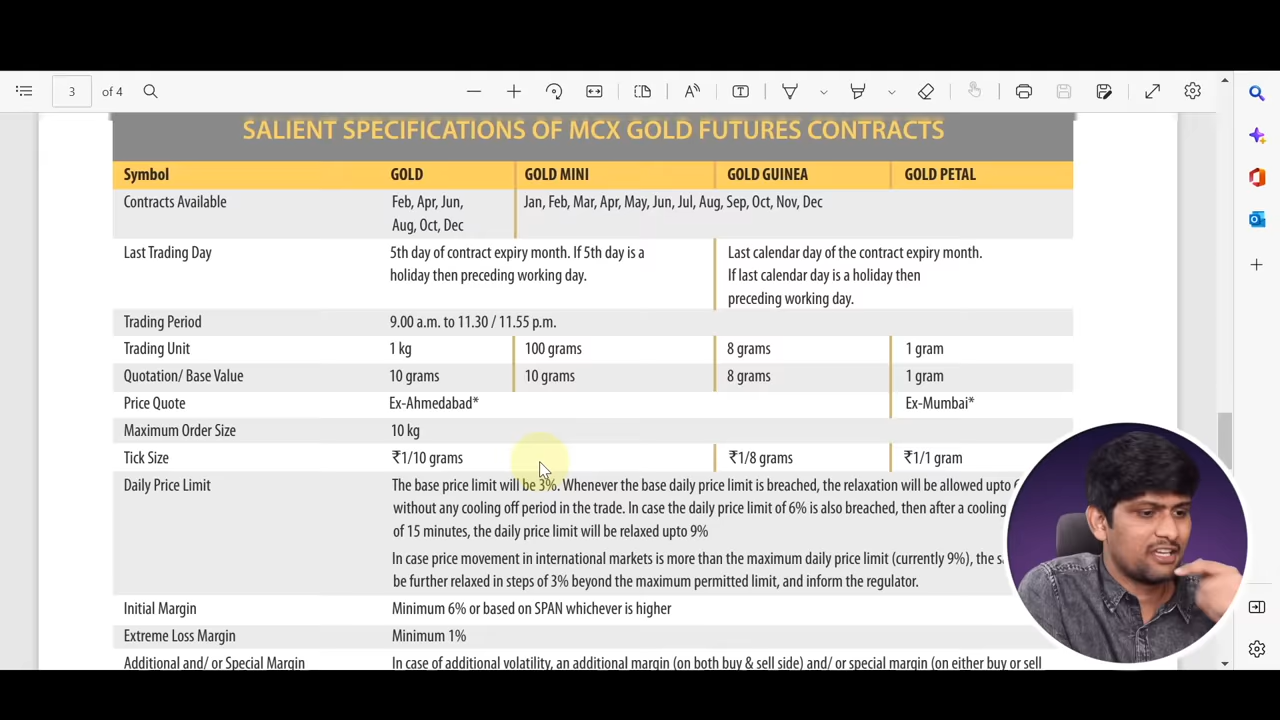 3 of 4
SALIENT SPECIFICATIONS OF MCX GOLD FUTURES CONTRACTS
Symbol GOLD GOLD MINI GOLD GUINEA GOLD PETAL
Contracts Available Feb, Apr, Jun, Jan, Feb, Mar, Apr, May, Jun, Jul, Aug, Sep, Oct, Nov, Dec
Aug, Oct, Dec
Last Trading Day 5th day of contract expiry month. If 5th day is a Last calendar day of the contract expiry month.
holiday then preceding working day. If last calendar day is a holiday then
preceding working day.
Trading Period 9.00 a.m. to 11.30 / 11.55 p.m.
Trading Unit 1 kg 100 grams 8 grams 1 gram
Quotation/ Base Value 10 grams 10 grams 8 grams 1 gram
Price Quote Ex-Ahmedabad* Ex-Mumbai*
Maximum Order Size 10 kg
Tick Size ₹1/10 grams ₹1/8 grams ₹1/1 gram
Daily Price Limit The base price limit will be 3%. Whenever the base daily price limit is breached, the relaxation will be allowed upto
without any cooling off period in the trade. In case the daily price limit of 6% is also breached, then after a cooling
of 15 minutes, the daily price limit will be relaxed upto 9%
In case price movement in international markets is more than the maximum daily price limit (currently 9%), the
be further relaxed in steps of 3% beyond the maximum permitted limit, and inform the regulator.
Initial Margin Minimum 6% or based on SPAN whichever is higher
Extreme Loss Margin Minimum 1%
Additional and/ or Special Margin In case of additional volatility, an additional margin (on both buy & sell side) and/ or special margin (on either buy or sell